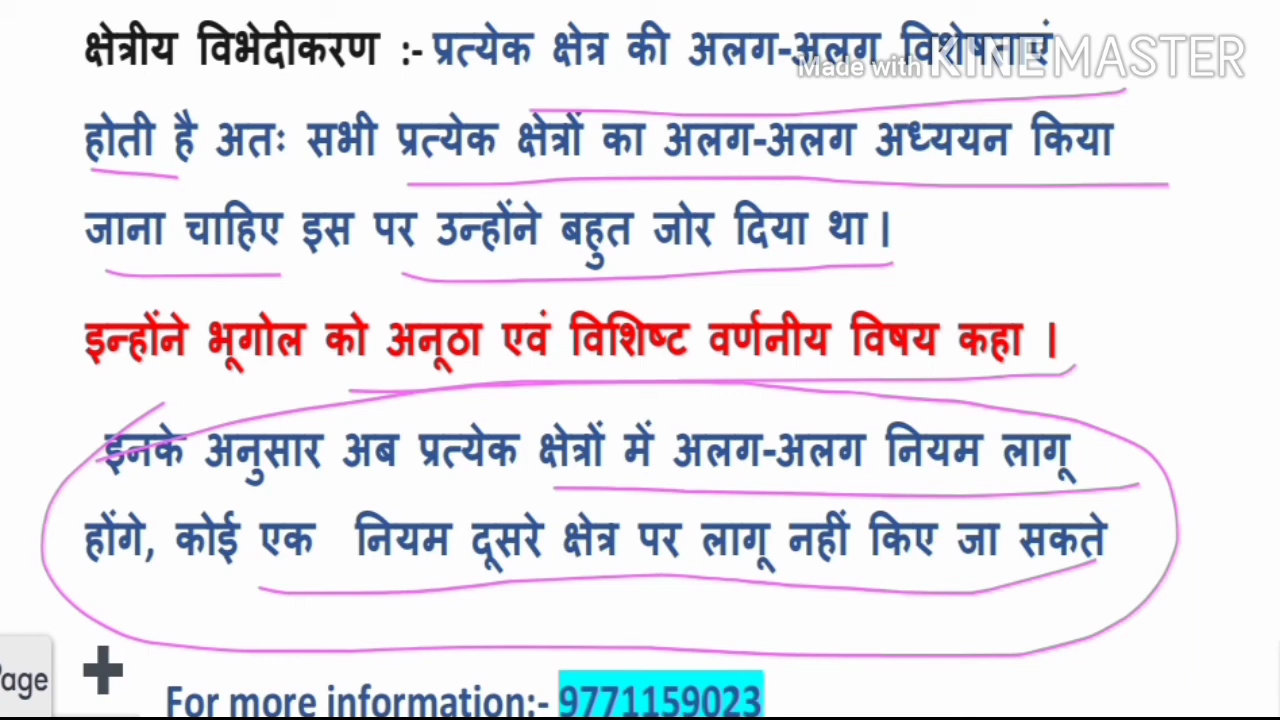 क्षेत्रीय विभेदीकरण :- प्रत्येक क्षेत्र की अलग-अलग विशेषताएं
Made with KINEMASTER
होती है अतः सभी प्रत्येक क्षेत्रों का अलग-अलग अध्ययन किया
जाना चाहिए इस पर उन्होंने बहुत जोर दिया था।
इन्होंने भूगोल को अनूठा एवं विशिष्ट वर्णनीय विषय कहा ।
इनके अनुसार अब प्रत्येक क्षेत्रों में अलग-अलग नियम लागू
होंगे, कोई एक नियम दूसरे क्षेत्र पर लागू नहीं किए जा सकते
Page
For more information:- 9771159023